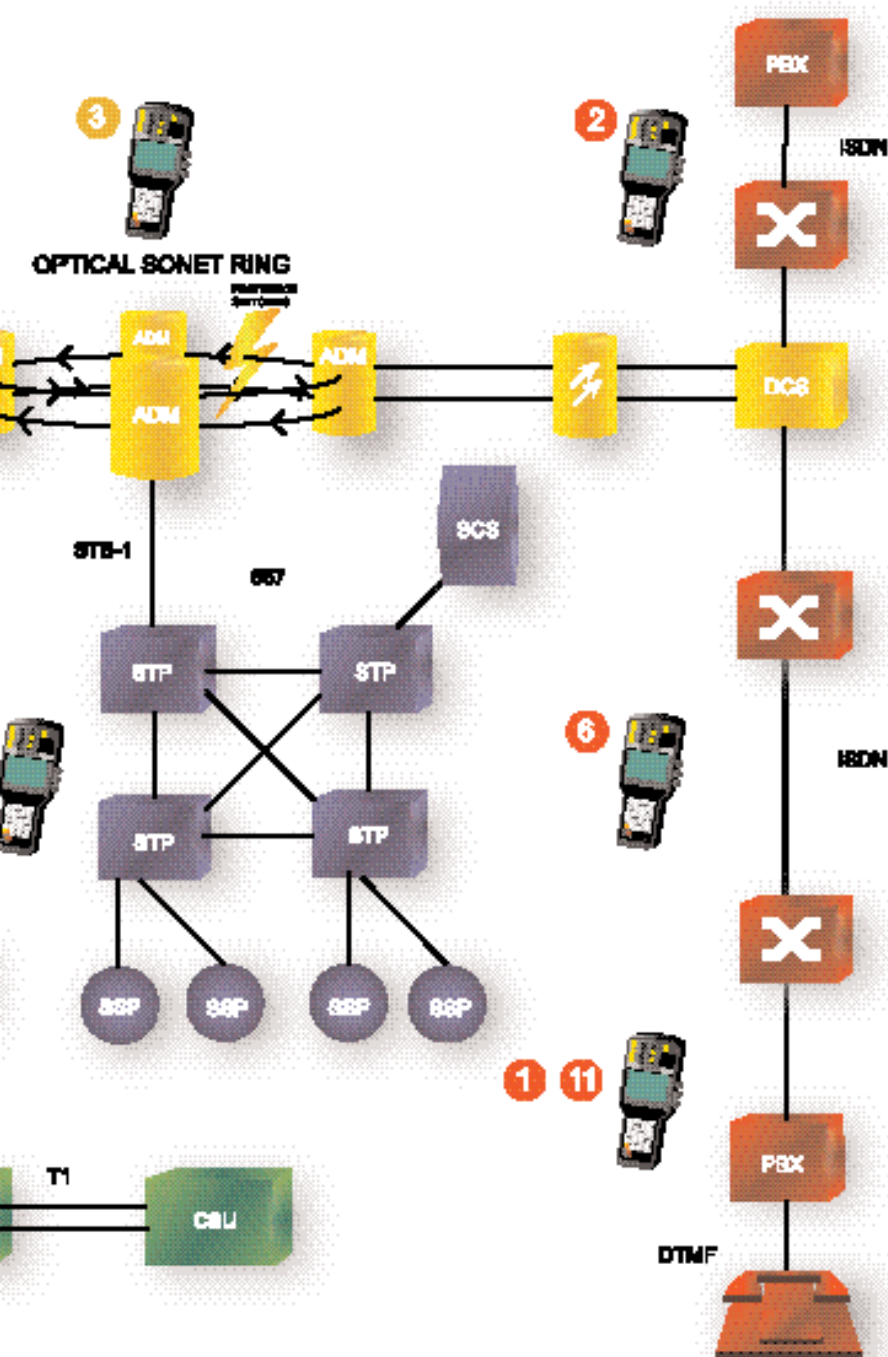 PBX
3
2
ISDN
OPTICAL SONET RING
ADM
ADM
ADM
DCS
SCS
STS-1
SS7
STP
STP
6
ISDN
STP
STP
SSP
SSP
SSP
SSP
1
11
T1
PBX
CSU
DTMF